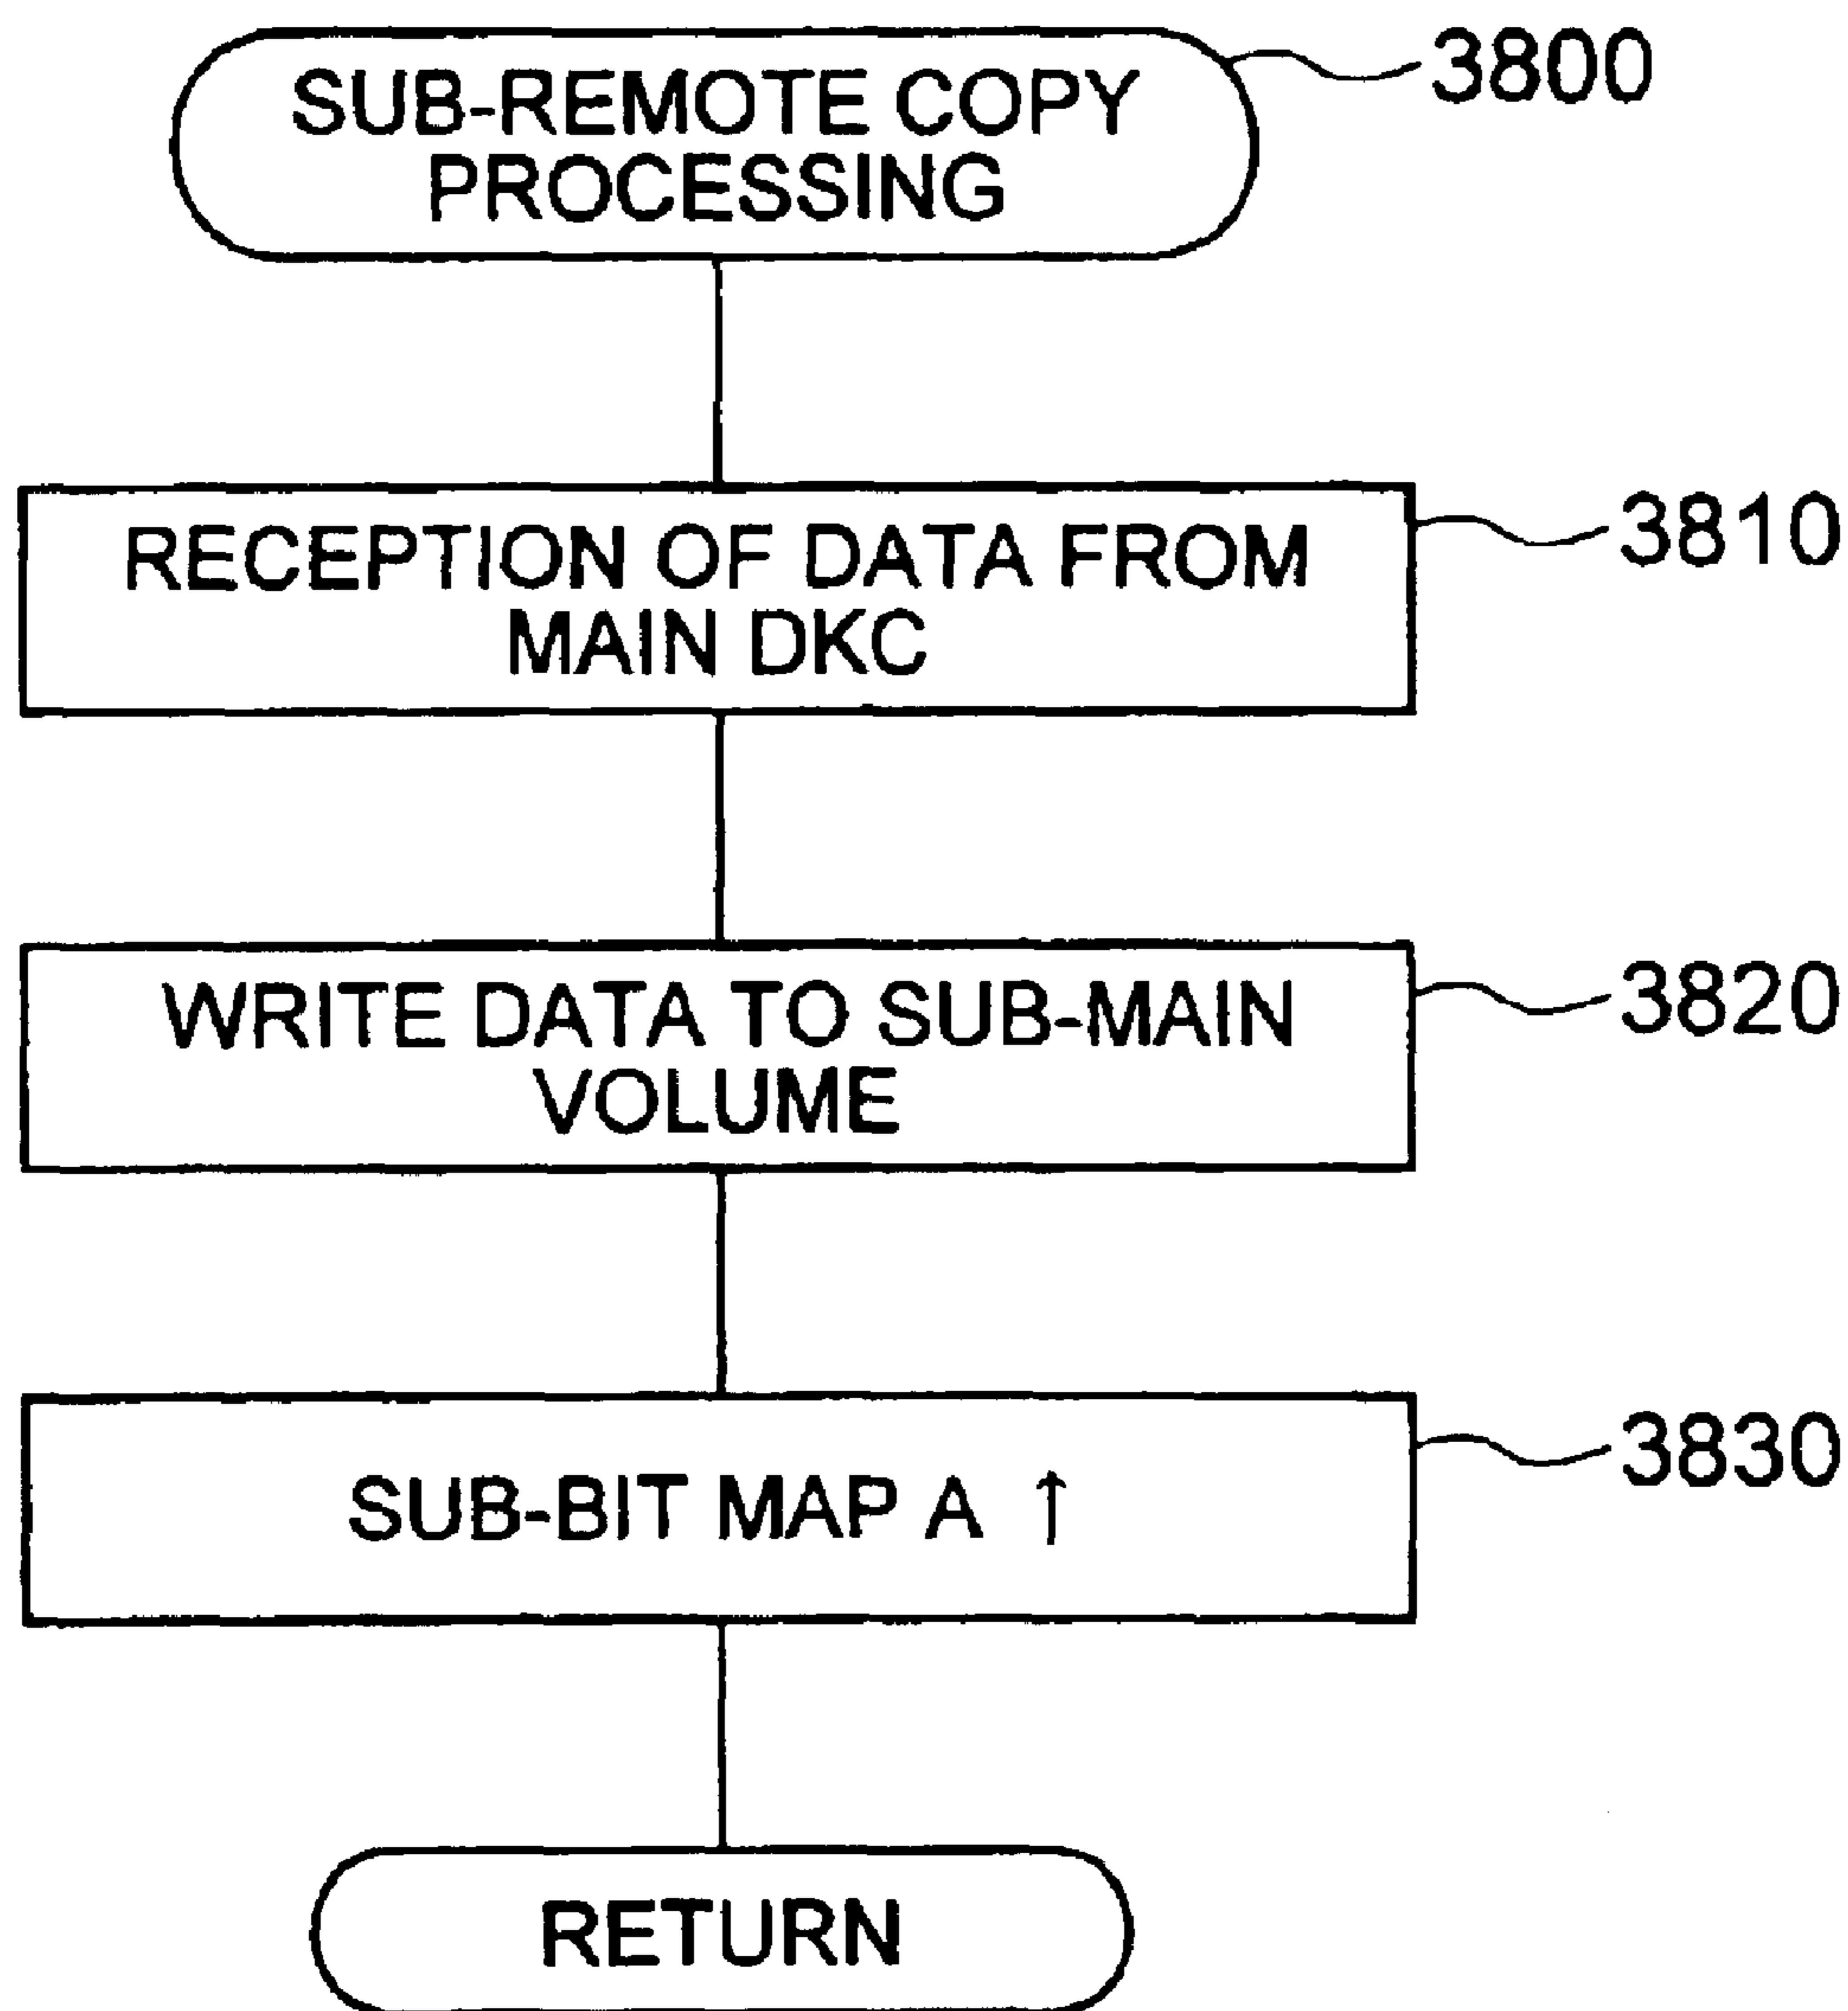 SUB-REMOTE COPY
PROCESSING
3800
RECEPTION OF DATA FROM
MAIN DKC
3810
WRITE DATA TO SUB-MAIN
VOLUME
3820
SUB-BIT MAP A ↑
3830
RETURN